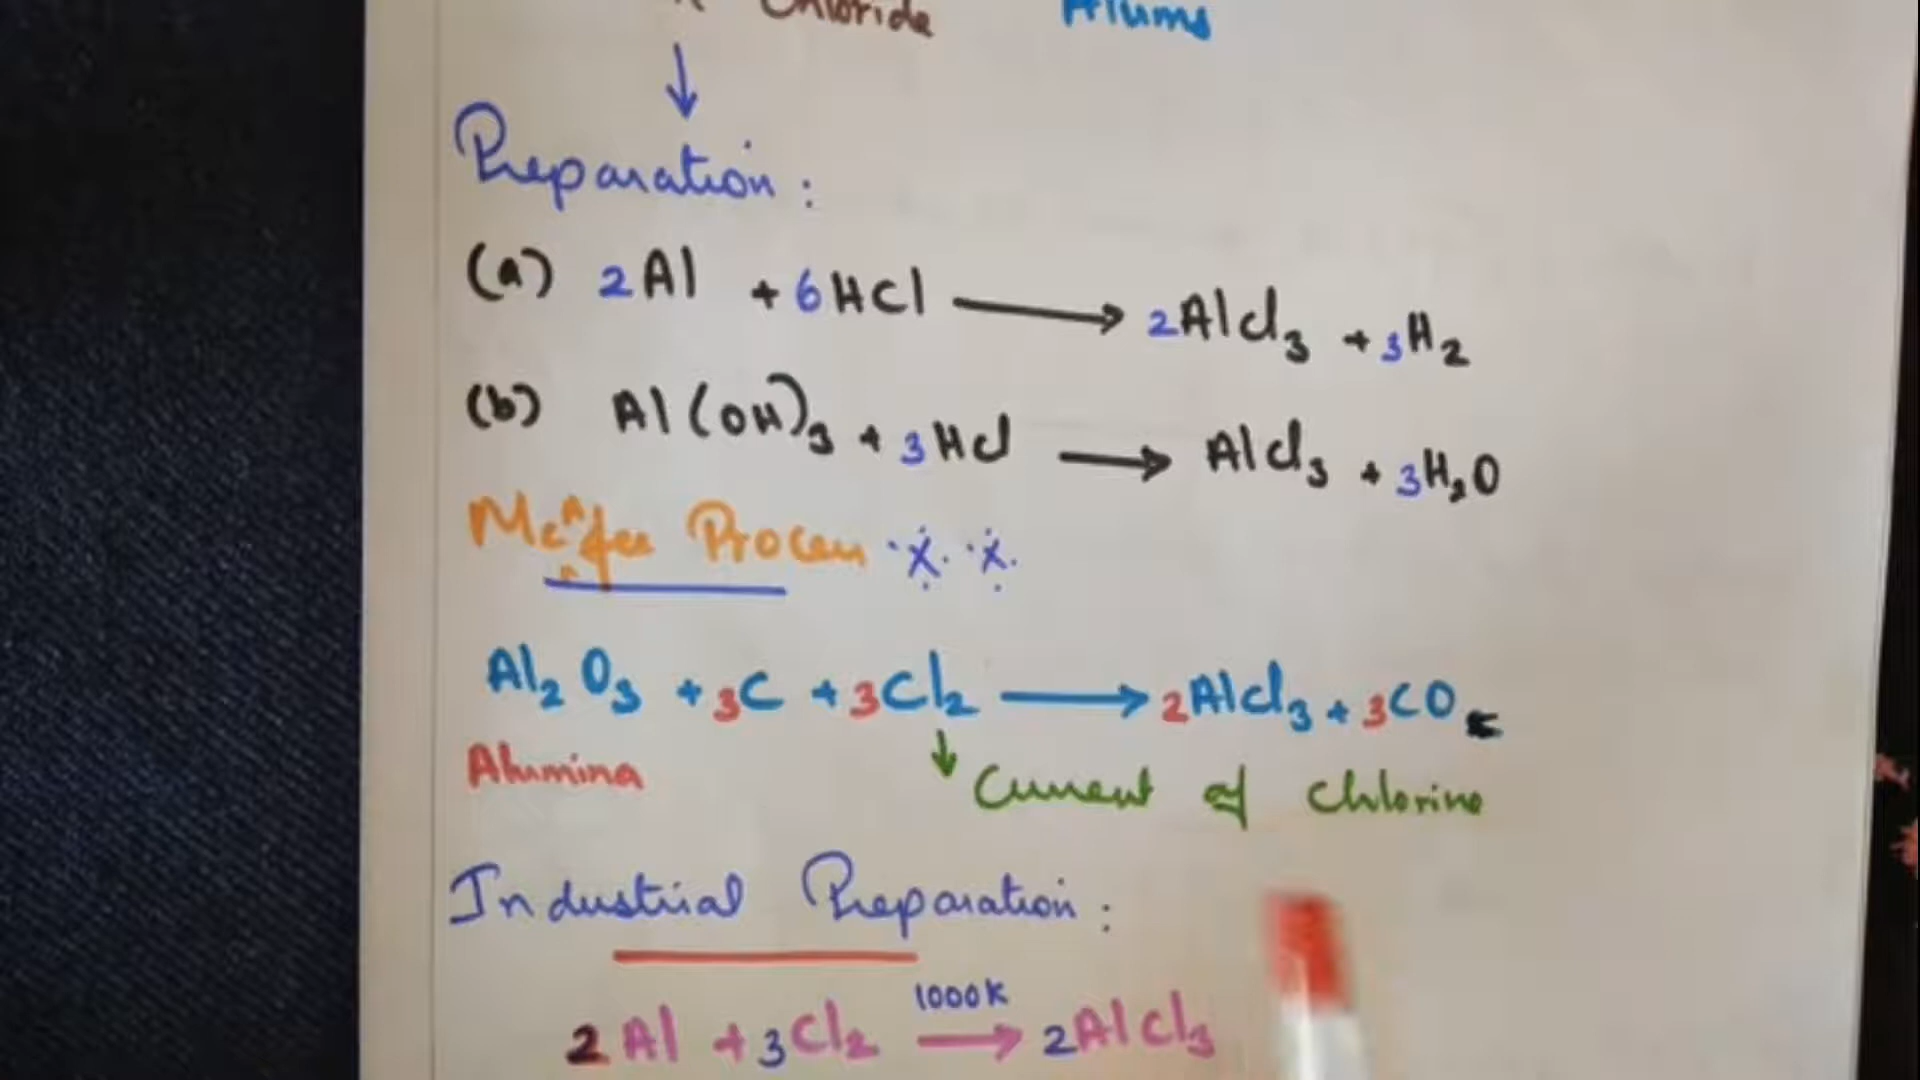 Chloride Alums
Preparation:
(a) 2Al + 6HCl → 2AlCl3 + 3H2
(b) Al(OH)3 + 3HCl → AlCl3 + 3H2O
McAfee Process
Al2O3 + 3C + 3Cl2 → 2AlCl3 + 3CO
Alumina
↓ Current of Chlorine
Industrial Preparation:
1000K
2Al + 3Cl2 → 2AlCl3